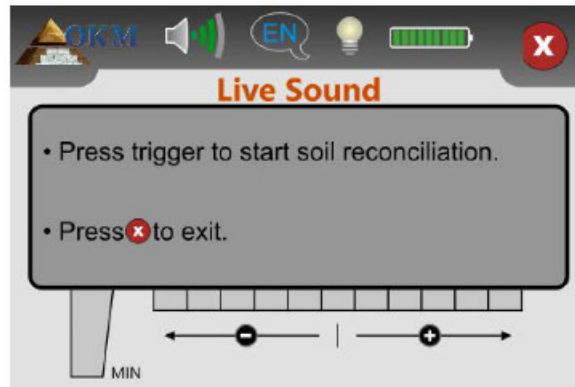 OKM
EN
x
Live Sound
• Press trigger to start soil reconciliation.
• Press x to exit.
MIN